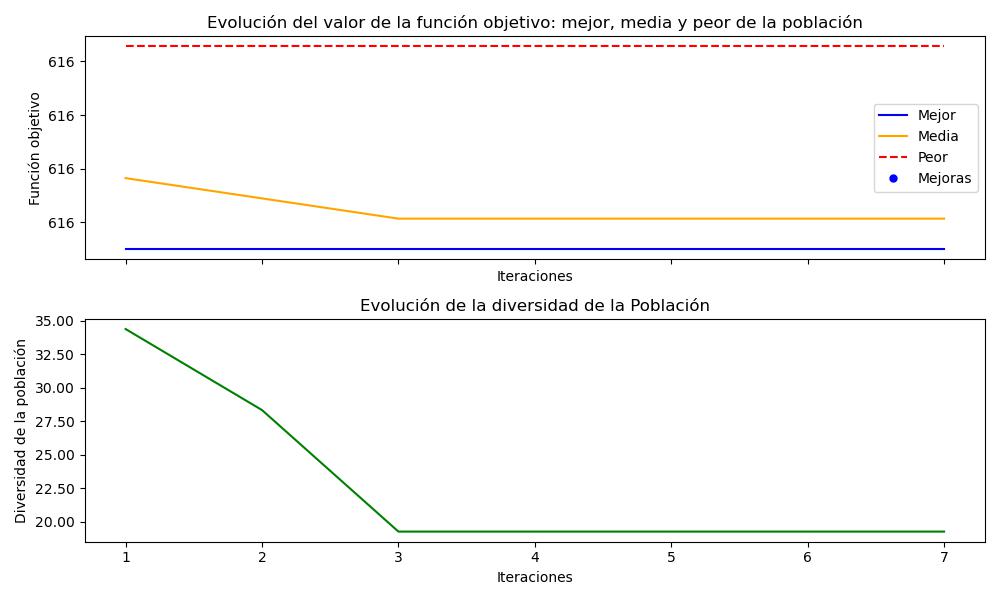 Evolución del valor de la función objetivo: mejor, media y peor de la población
Función objetivo
616
616
616
616
Mejor
Media
Peor
Mejoras
Iteraciones
Evolución de la diversidad de la Población
Diversidad de la población
35.00
32.50
30.00
27.50
25.00
22.50
20.00
1 2 3 4 5 6 7
Iteraciones